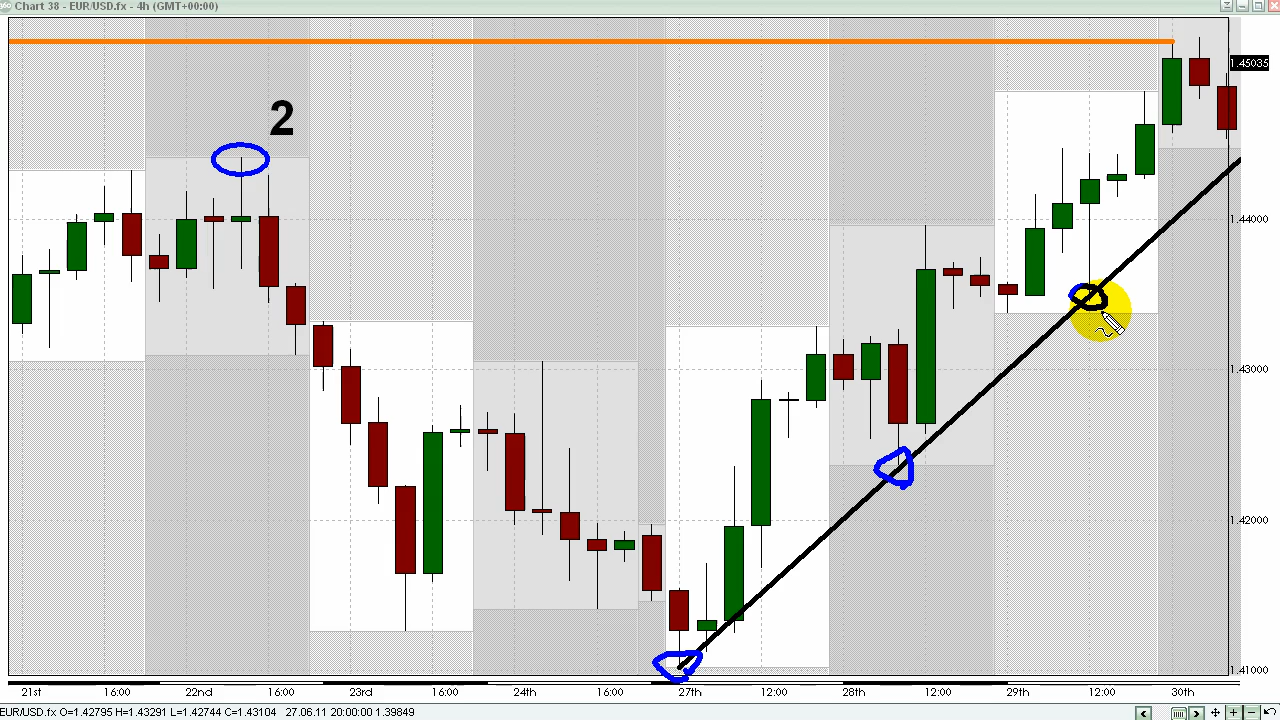 Chart 38 - EUR/USD.fx - 4h (GMT+00:00)
1.45035
2
1.44000
1.43000
1.42000
1.41000
21st 16:00 22nd 16:00 23rd 16:00 24th 16:00 27th 12:00 28th 12:00 29th 12:00 30th
EUR/USD.fx O=1.42795 H=1.43291 L=1.42744 C=1.43104 27.06.11 20:00:00 1.39849